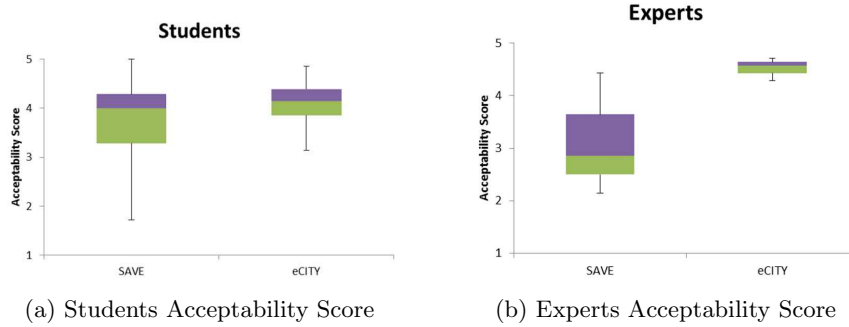 Students
Acceptability Score
5
4
3
2
1
SAVE
eCITY
(a) Students Acceptability Score
Experts
Acceptability Score
5
4
3
2
1
SAVE
eCITY
(b) Experts Acceptability Score